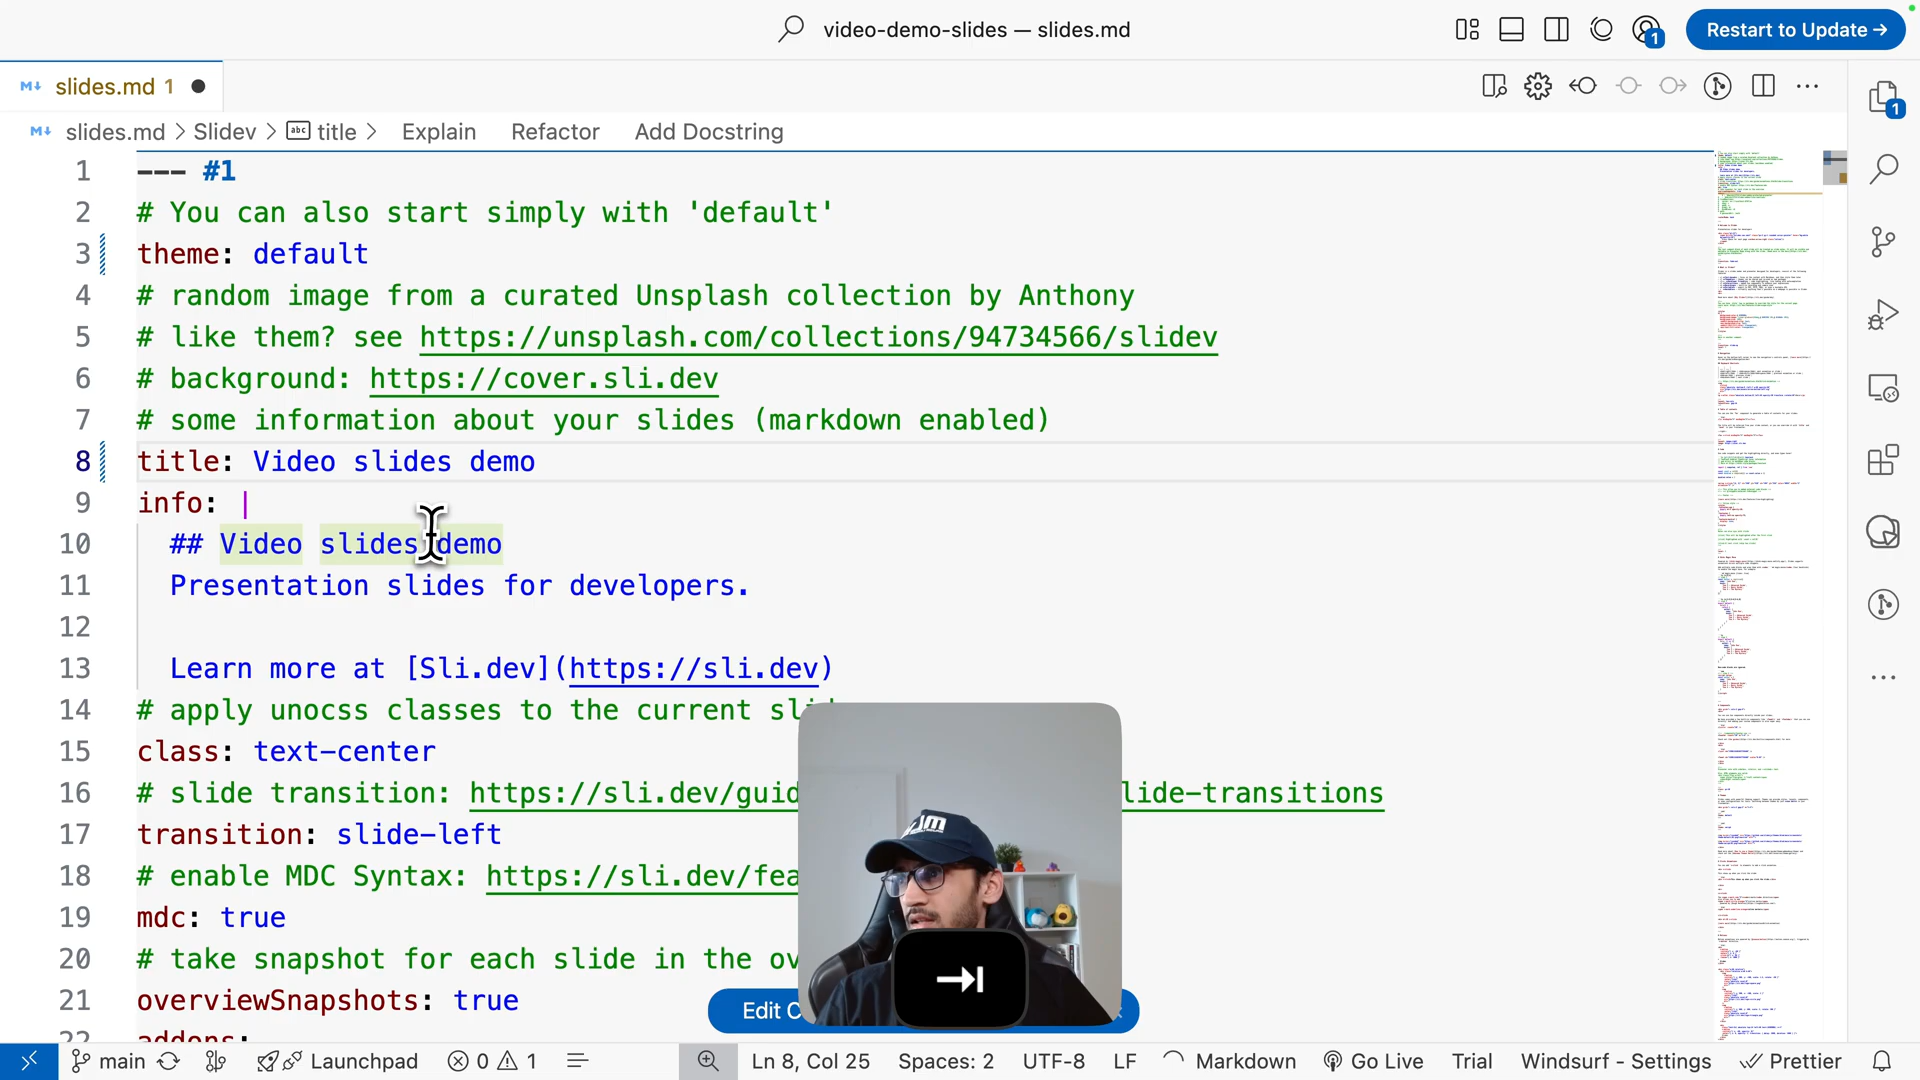 video-demo-slides — slides.md
1
Restart to Update →
slides.md 1
slides.md > Slidev > abc title >
Explain Refactor Add Docstring
1
1 --- #1
2 # You can also start simply with 'default'
3 theme: default
4 # random image from a curated Unsplash collection by Anthony
5 # like them? see https://unsplash.com/collections/94734566/slidev
6 # background: https://cover.sli.dev
7 # some information about your slides (markdown enabled)
8 title: Video slides demo
9 info: |
10 ## Video slides demo
11 Presentation slides for developers.
12
13 Learn more at [Sli.dev](https://sli.dev)
14 # apply unocss classes to the current
15 class: text-center
16 # slide transition: https://sli.dev/guid lide-transitions
17 transition: slide-left
18 # enable MDC Syntax: https://sli.dev/fea
19 mdc: true
20 # take snapshot for each slide in the ov
21 overviewSnapshots: true
22 addons:
Edit C
main Launchpad 0 1 Ln 8, Col 25 Spaces: 2 UTF-8 LF Markdown Go Live Trial Windsurf - Settings Prettier